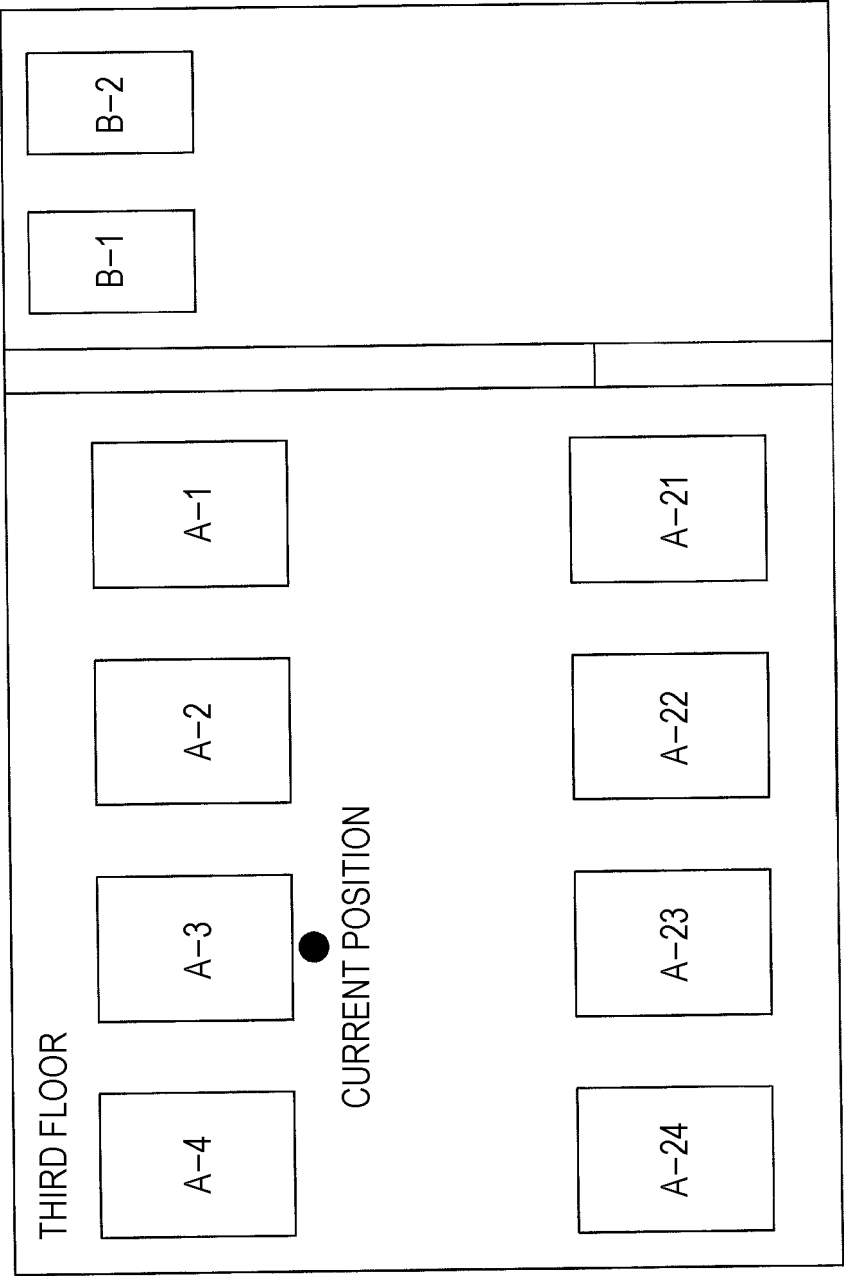 THIRD FLOOR
A-4
A-3
A-2
A-1
B-1
B-2
CURRENT POSITION
A-24
A-23
A-22
A-21